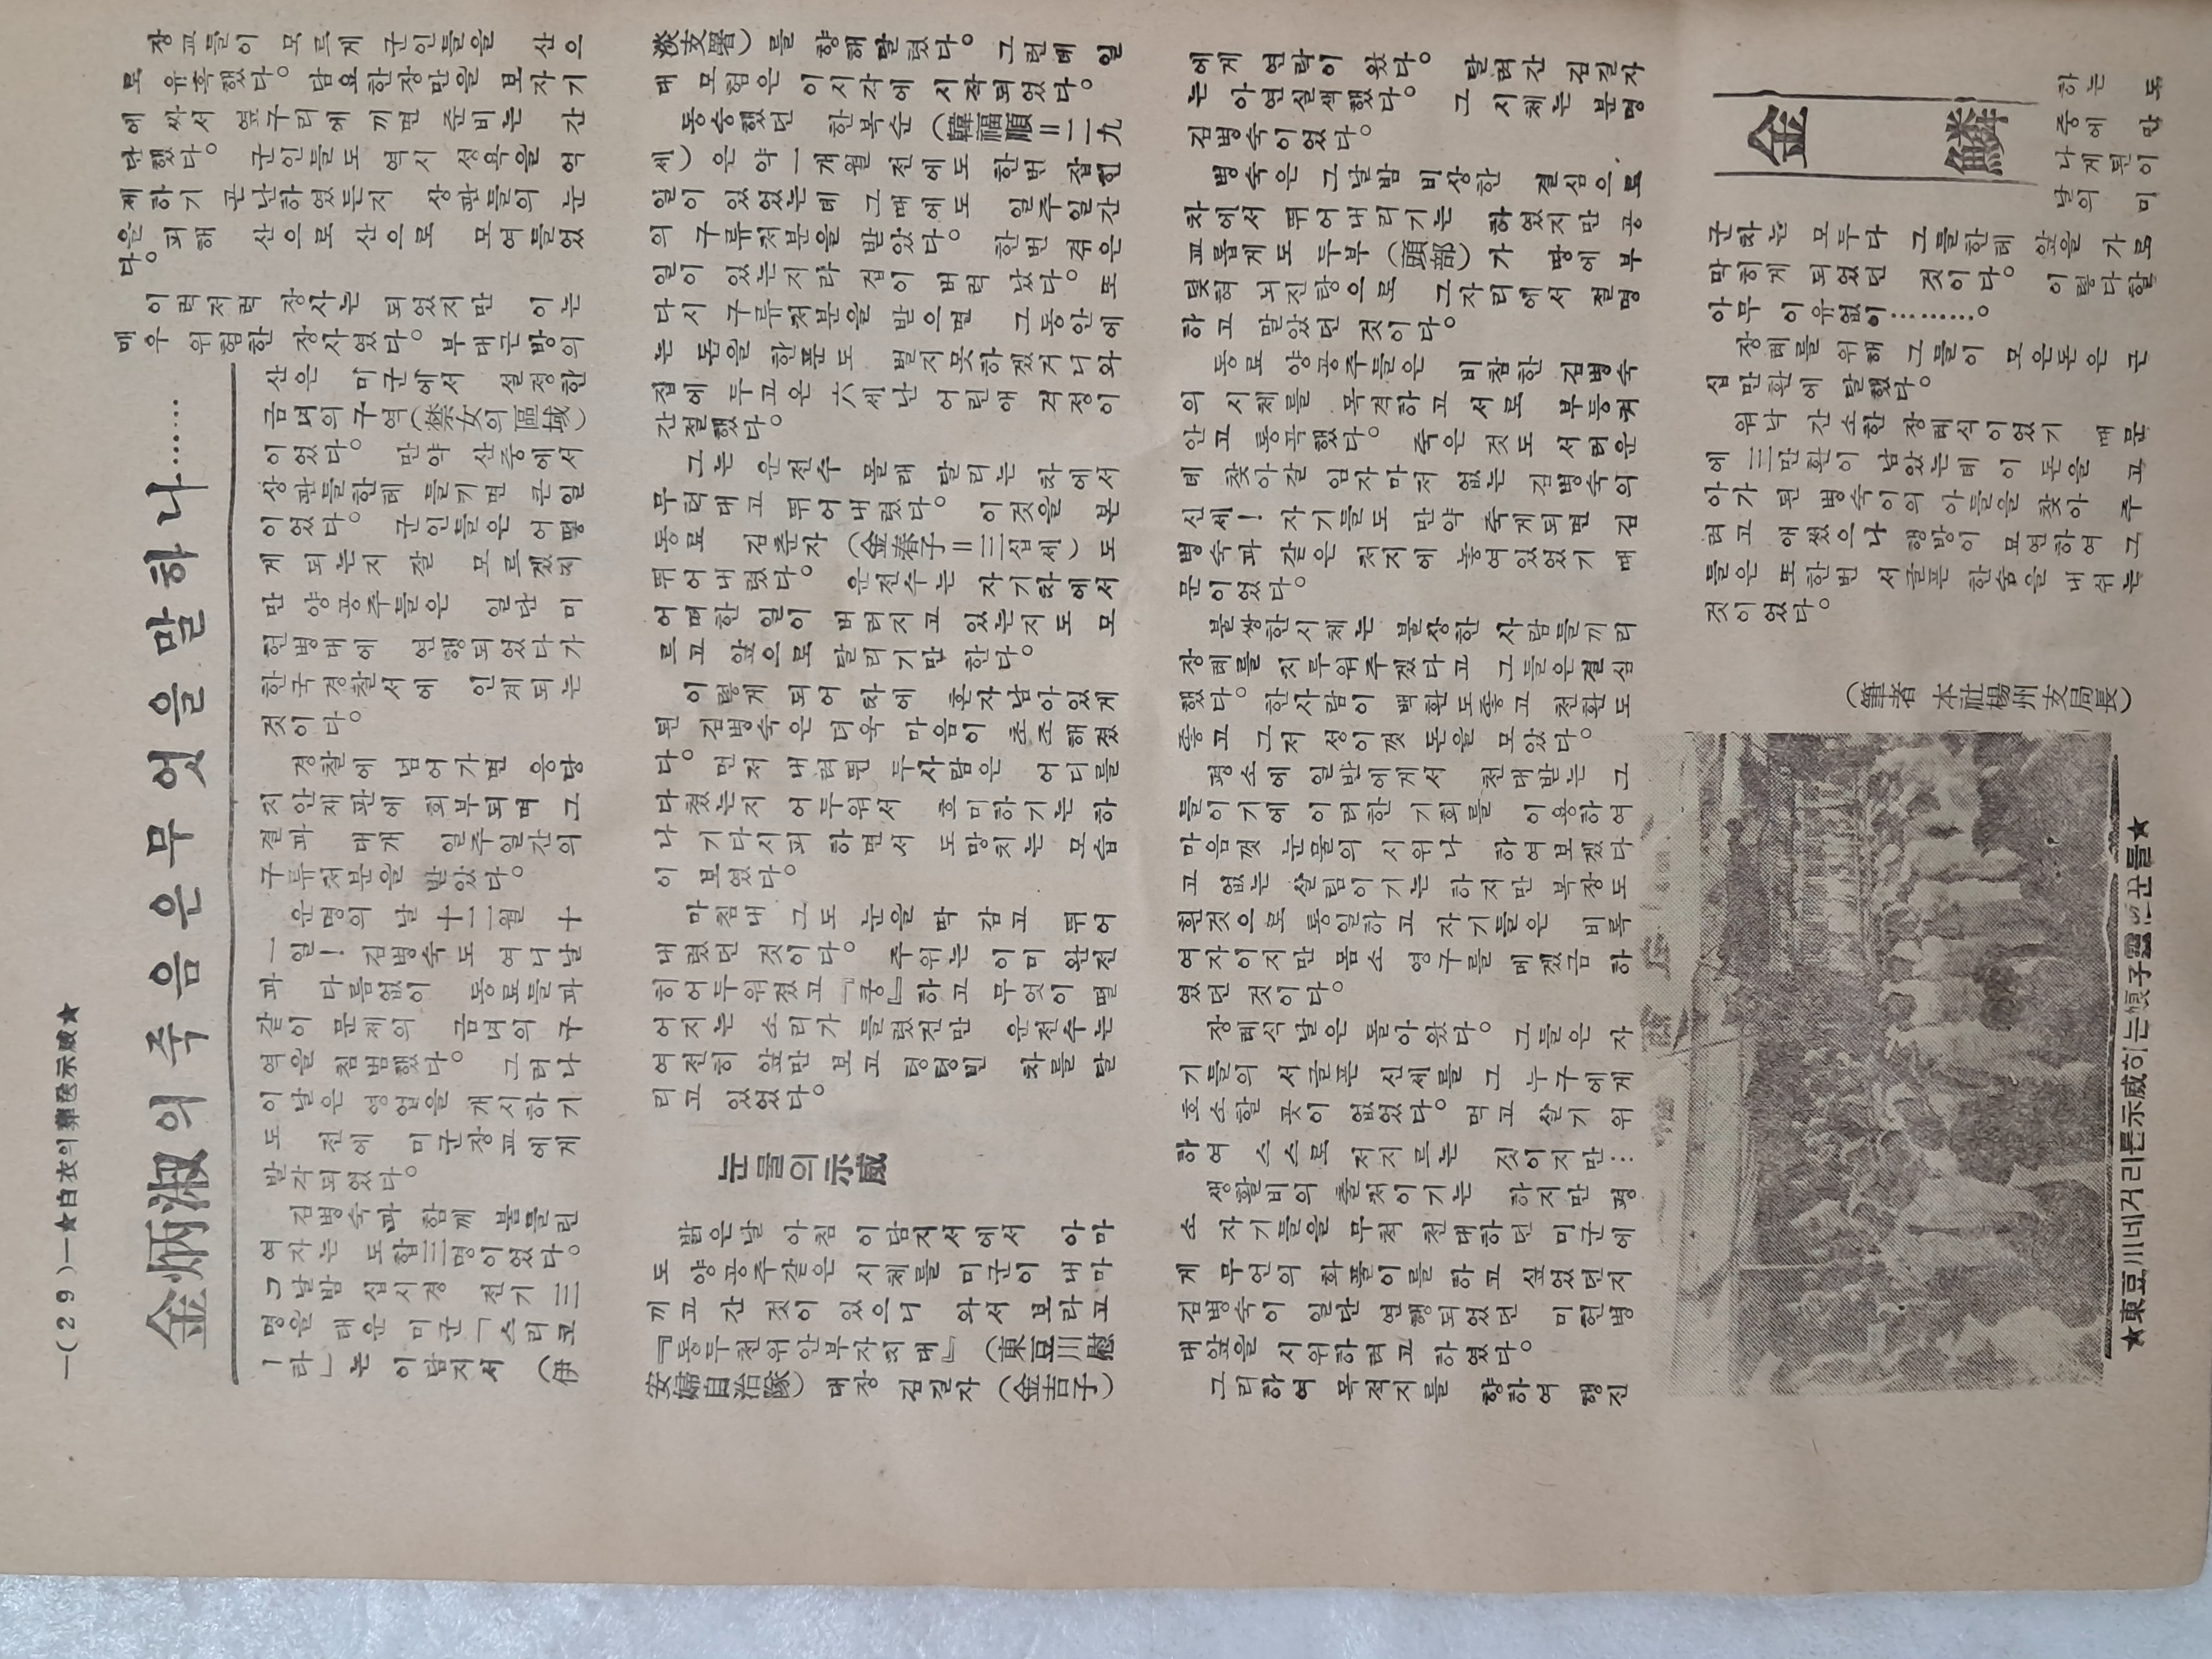 —(29)—★白衣의 葬送示威★
金炳淑의 죽음은 무엇을 말하나……
장교들이 모르게 군인들을 산으
로 유혹했다。 담요한장만을 보자기
에 싸서 옆구리에 끼면 준비는 간
단했다。 군인들도 역시 성욕을 억
제하기 곤난하였든지 상관들의 눈
을 피해 산으로 산으로 모여들었
다。
이럭저럭 장사는 되었지만 이는
매우 위험한 장사였다。 부대근방의
산은 미군에서 설정한
금녀의 구역(禁女의 區域)
이었다。 만약 산중에서
상관들한테 들키면 큰일
이었다。 군인들은 어떻
게 되는지 잘 모르겠지
만 양공주들은 일단 미
헌병대에 연행되었다가
한국경찰서에 인계되는
것이다。
경찰에 넘어가면 응당
치안재판에 회부되며 그
결과 대개 일주일간의
구류처분을 받았다。
운명의 날 十二월 十
一일! 김병숙도 여니날
과 다름없이 동료들과
같이 문제의 금녀의 구
역을 침범했다。 그러나
이날은 영업을 개시하기
도 전에 미군장교에게
발각되었다。
김병숙과 함께 붙들린
여자는 도합三명이었다。
그날밤 십시경 전기 三
명을 태운 미군「스리코
ㅓ타」는 이담지서 (伊
淡支署)를 향해달렸다。 그런데 일
대 모험은 이시각에 시작되었다。
동승했던 한복순(韓福順=二九
세)은 약 一개월 전에도 한번 잡힌
일이 있었는데 그때에도 일주일간
의 구류처분을 받았다。 한번 겪은
일이 있는지라 겁이 버럭 났다。 또
다시 구류처분을 받으면 그동안에
는 돈을 한푼도 벌지못하겠거니와
집에 두고온 六세난 어린애 걱정이
간절했다。
그는 운전수 몰래 달리는 차에서
무턱대고 뛰어내렸다。 이것을 본
동료 김춘자(金春子=三십세)도
뛰어내렸다。 운전수는 자기차에서
어떠한 일이 벌어지고 있는지도 모
르고 앞으로 달리기만 한다。
이렇게 되어 차에 혼자남아있게
된 김병숙은 더욱 마음이 초조해졌
다。 먼저 내려뛴 두사람은 어디를
다쳤는지 어두워서 흐미하기는 하
나 기다시피 하면서 도망치는 모습
이 보였다。
마침내 그도 눈을 딱 감고 뛰어
내렸던 것이다。 주위는 이미 완전
히 어두워졌고 『쿵』하고 무엇이 떨
어지는 소리가 들렸건만 운전수는
여전히 앞만 보고 텅텅빈 차를 달
리고 있었다。
눈물의 示威
밝은날 아침 이담지서에서 아마
도 양공주같은 시체를 미군이 내마
끼고 간 것이 있으니 와서 보라고
『동두천위안부자치대』(東豆川慰
安婦自治隊) 대장 김길자(金吉子)
는에게 연락이 왔다。 달려간 김길자
는 아연실색했다。 그 시체는 분명
김병숙이었다。
병숙은 그날밤 비상한 결심으로
차에서 뛰어내리기는 하였지만 공
교롭게도 두부(頭部)가 땅에 부
딪혀 뇌진탕으로 그자리에서 절명
하고 말았던 것이다。
동료 양공주들은 비참한 김병숙
의 시체를 목격하고 서로 부등켜
안고 통곡했다。 죽은 것도 서러운
데 찾아갈 임자마저 없는 김병숙의
신세! 자기들도 만약 죽게되면 김
병숙과 같은 처지에 놓여있었기 때
문이었다。
불쌍한시체는 불상한 사람들끼리
장례를 치루워주겠다고 그들은결심
했다。 한사람이 백환도좋고 천환도
좋고 그저 성이껏 돈을 모았다。
평소에 일반에게서 천대받는 그
들이기에 이러한 기회를 이용하여
마음껏 눈물의 시위나 하여보겠다
고 없는 살림이기는 하지만 복장도
흰것으로 통일하고 자기들은 비록
여자이지만 몸소 영구를 메겠금 하
였던 것이다。
장례식날은 돌아왔다。 그들은 자
기들의 서글픈 신세를 그 누구에게
호소할 곳이 없었다。 먹고 살기 위
하여 스스로 저지르는 짓이지만…
생활비의 출처이기는 하지만 평
소 자기들을 무척 천대하던 미군에
게 무언의 화풀이를 하고 싶었던지
김병숙이 일단 연행되었던 미헌병
대앞을 시위하려고 하였다。
그리하여 목적지를 향하여 행진
金 鱗
하는 도
중에 만
나게된 이
날의 미
군차는 모두다 그들한테 앞을 가로
막히게 되었던 것이다。 이렇다할
아무 이유없이………。
장례를 위해 그들이 모은돈은 근
십만환에 달했다。
워낙 간소한 장례식이었기 때문
에 三만환이 남았는데 이 돈을 고
아가 된 병숙이의 아들을 찾아 주
려고 애썼으나 행방이 묘연하여 그
들은 또한번 서글픈 한숨을 내쉬는
것이었다。
(筆者 本社楊州支局長)
★東豆川네거리른示威하는 꾼들★